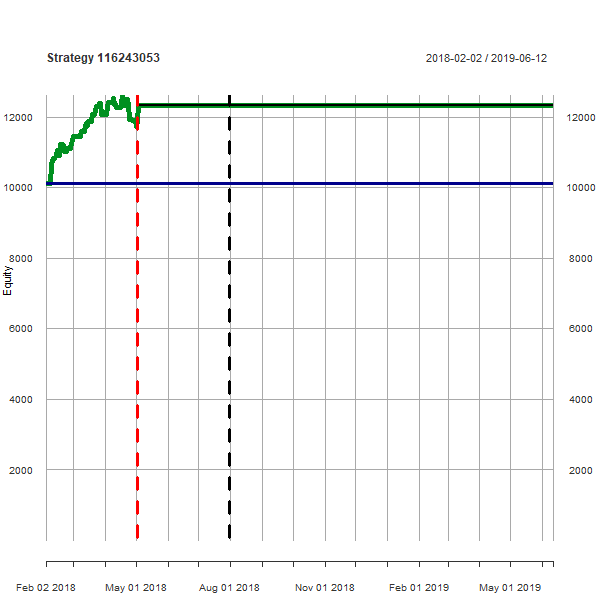 Strategy 116243053
2018-02-02 / 2019-06-12
12000
12000
10000
10000
8000
8000
Equity
6000
6000
4000
4000
2000
2000
Feb 02 2018
May 01 2018
Aug 01 2018
Nov 01 2018
Feb 01 2019
May 01 2019